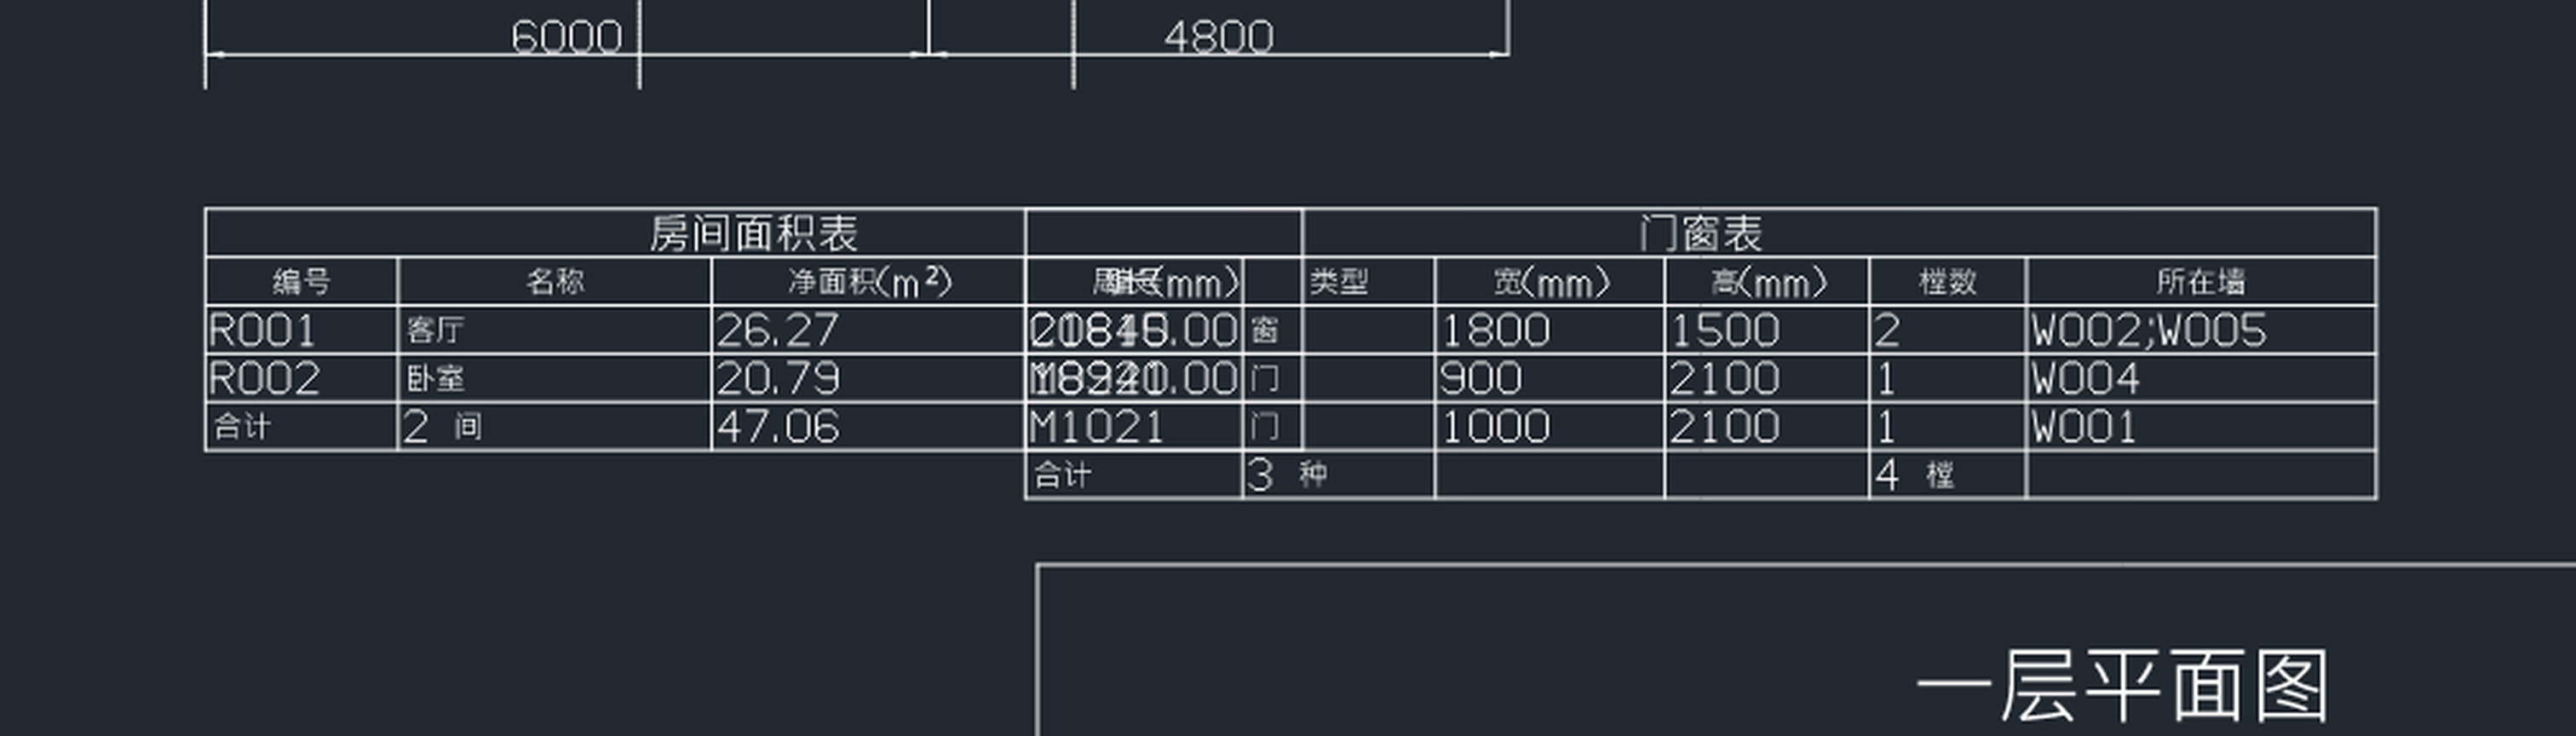 6000 4800
房间面积表 门窗表
编号 名称 净面积(m²) (mm) 类型 宽(mm) 高(mm) 樘数 所在墙
R001 客厅 26.27 窗 1800 1500 2 W002;W005
R002 卧室 20.79 门 900 2100 1 W004
合计 2 间 47.06 M1021 门 1000 2100 1 W001
合计 3 种 4 樘
一层平面图